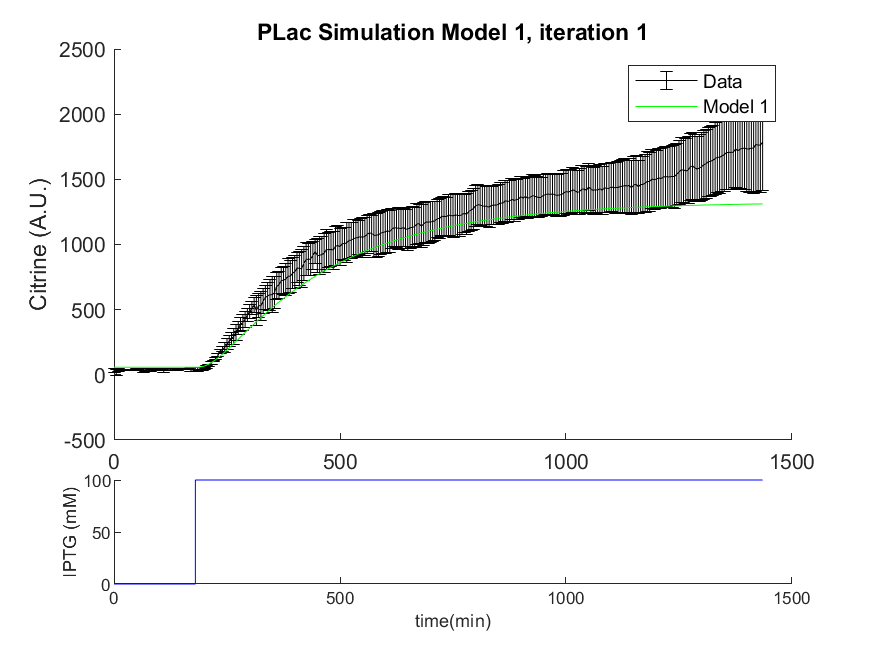 PLac Simulation Model 1, iteration 1
2500
2000
1500
1000
500
0
-500
Citrine (A.U.)
Data
Model 1
0 500 1000 1500
100
50
0
IPTG (mM)
0 500 1000 1500
time(min)